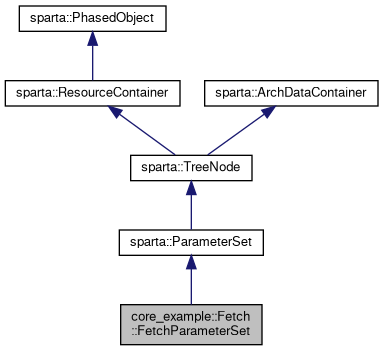 sparta::PhasedObject
sparta::ResourceContainer
sparta::ArchDataContainer
sparta::TreeNode
sparta::ParameterSet
core_example::Fetch
::FetchParameterSet